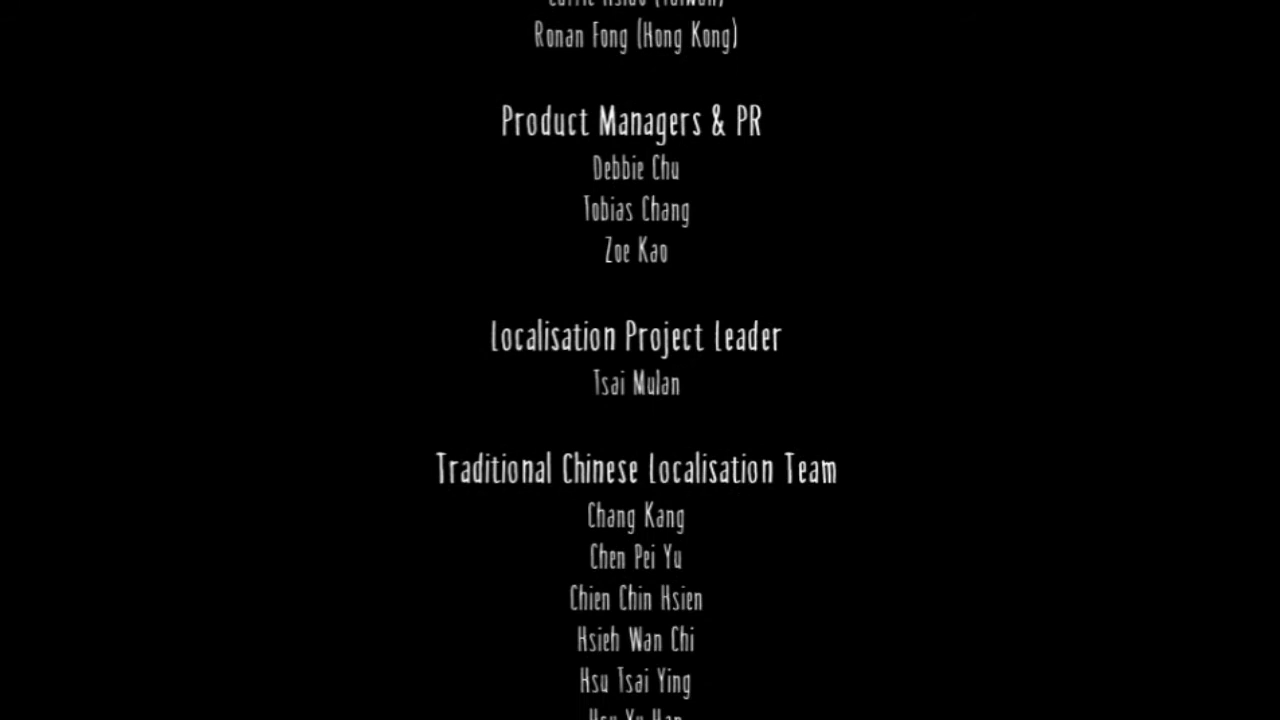 Ronan Fong (Hong Kong)
Product Managers & PR
Debbie Chu
Tobias Chang
Zoe Kao
Localisation Project Leader
Tsai Mulan
Traditional Chinese Localisation Team
Chang Kang
Chen Pei Yu
Chien Chin Hsien
Hsieh Wan Chi
Hsu Tsai Ying